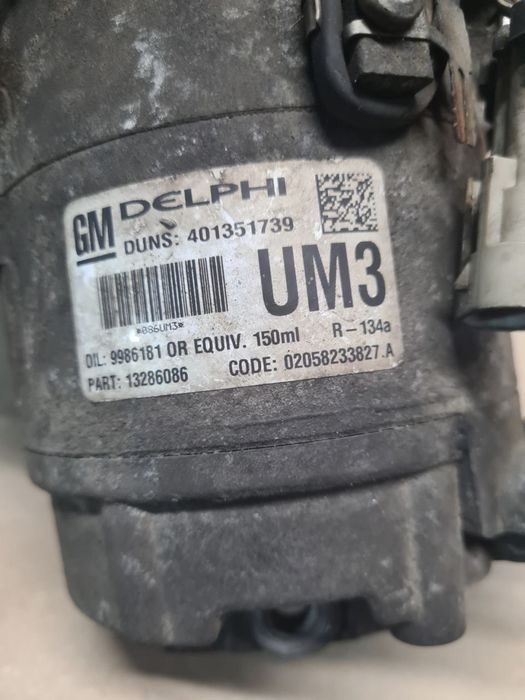 GM DELPHI
DUNS: 401351739
*086UM3*
UM3
OIL: 9986181 OR EQUIV. 150ml R-134a
PART: 13286086 CODE: 02058233827.A